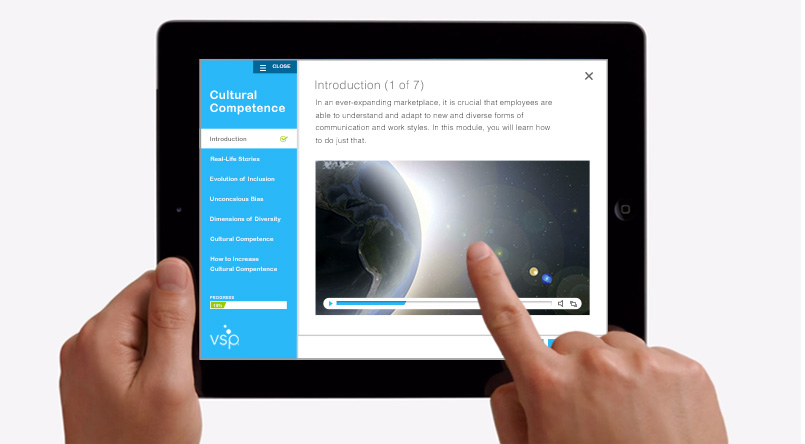 CLOSE
Cultural
Competence
Introduction
Real-Life Stories
Evolution of Inclusion
Unconcsious Bias
Dimensions of Diversity
Cultural Competence
How to Increase
Cultural Compentence
PROGRESS
vsp
Introduction (1 of 7)
In an ever-expanding marketplace, it is crucial that employees are
able to understand and adapt to new and diverse forms of
communication and work styles. In this module, you will learn how
to do just that.